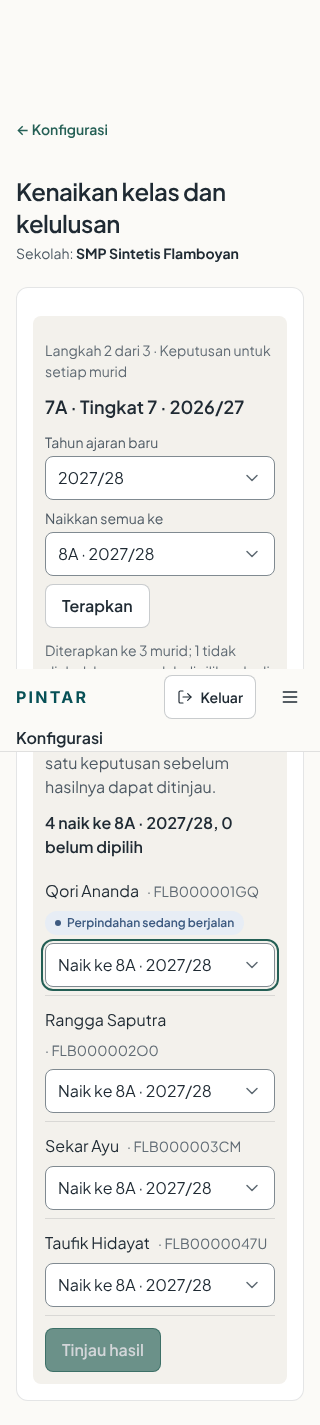 ← Konfigurasi
Kenaikan kelas dan
kelulusan
Sekolah: SMP Sintetis Flamboyan
Langkah 2 dari 3 · Keputusan untuk
setiap murid
7A · Tingkat 7 · 2026/27
Tahun ajaran baru
2027/28
Naikkan semua ke
8A · 2027/28
Terapkan
Diterapkan ke 3 murid; 1 tidak
PINTAR
Keluar
Konfigurasi
satu keputusan sebelum
hasilnya dapat ditinjau.
4 naik ke 8A · 2027/28, 0
belum dipilih
Qori Ananda · FLB000001GQ
Perpindahan sedang berjalan
Naik ke 8A · 2027/28
Rangga Saputra
· FLB000002O0
Naik ke 8A · 2027/28
Sekar Ayu · FLB000003CM
Naik ke 8A · 2027/28
Taufik Hidayat · FLB0000047U
Naik ke 8A · 2027/28
Tinjau hasil